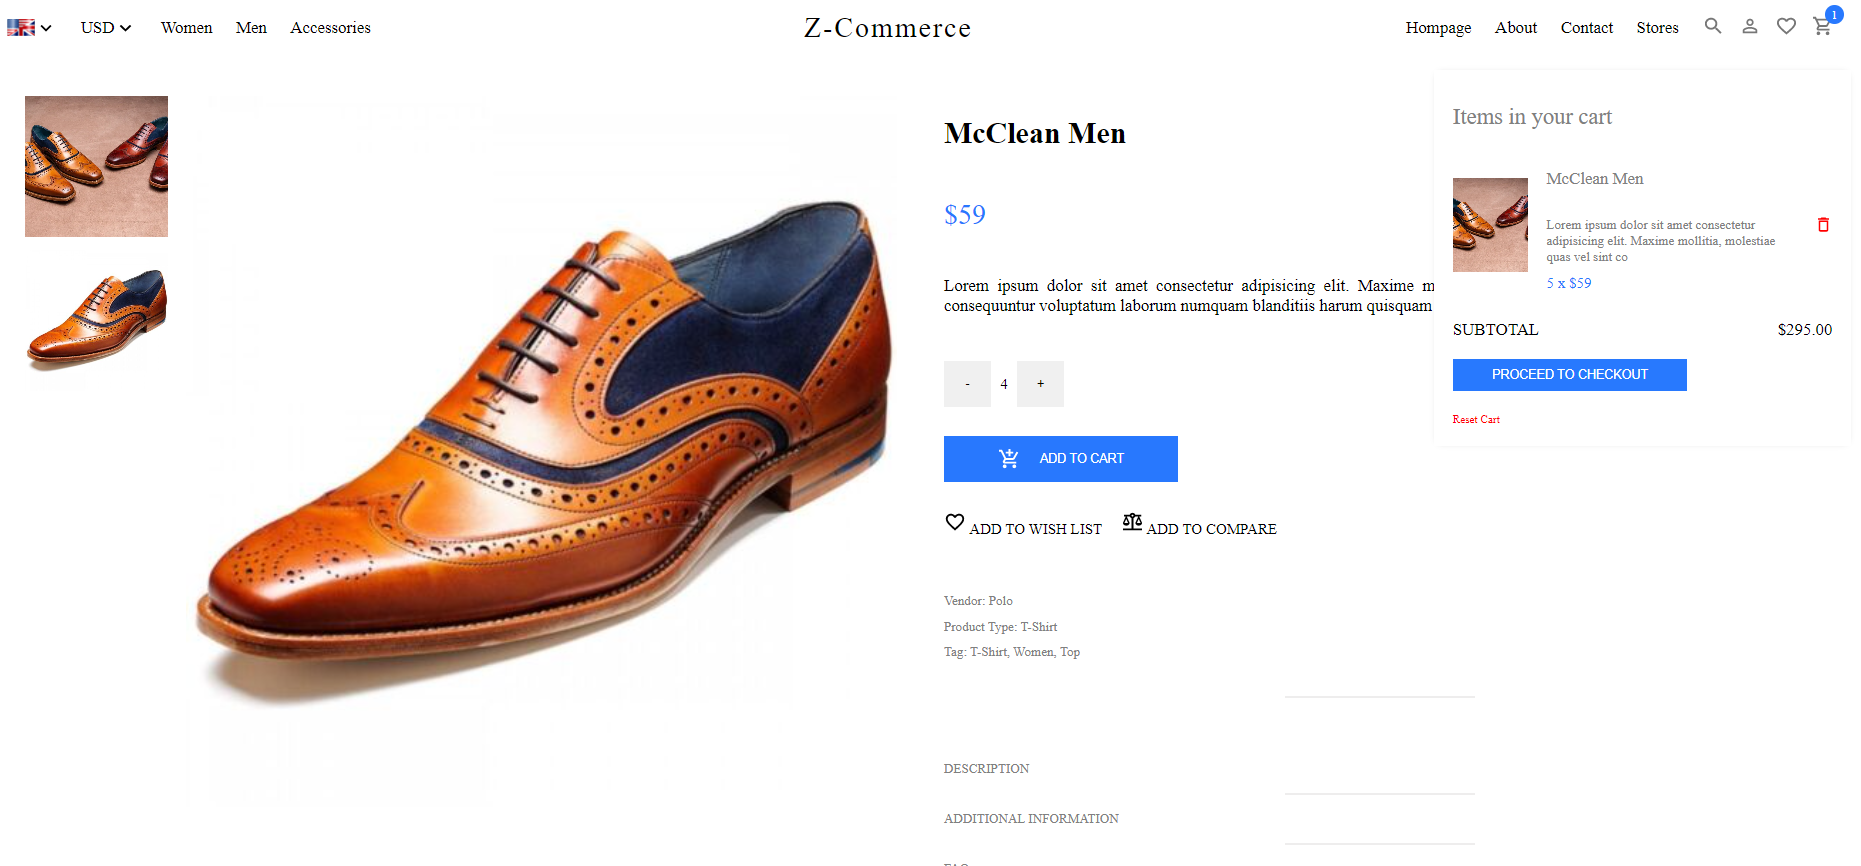 USD
Women
Men
Accessories
Z-Commerce
Hompage
About
Contact
Stores
1
McClean Men
$59
Lorem ipsum dolor sit amet consectetur adipisicing elit. Maxime m
consequuntur voluptatum laborum numquam blanditiis harum quisquam
-
4
+
ADD TO CART
ADD TO WISH LIST
ADD TO COMPARE
Vendor: Polo
Product Type: T-Shirt
Tag: T-Shirt, Women, Top
DESCRIPTION
ADDITIONAL INFORMATION
Items in your cart
McClean Men
Lorem ipsum dolor sit amet consectetur
adipisicing elit. Maxime mollitia, molestiae
quas vel sint co
5 x $59
SUBTOTAL
$295.00
PROCEED TO CHECKOUT
Reset Cart